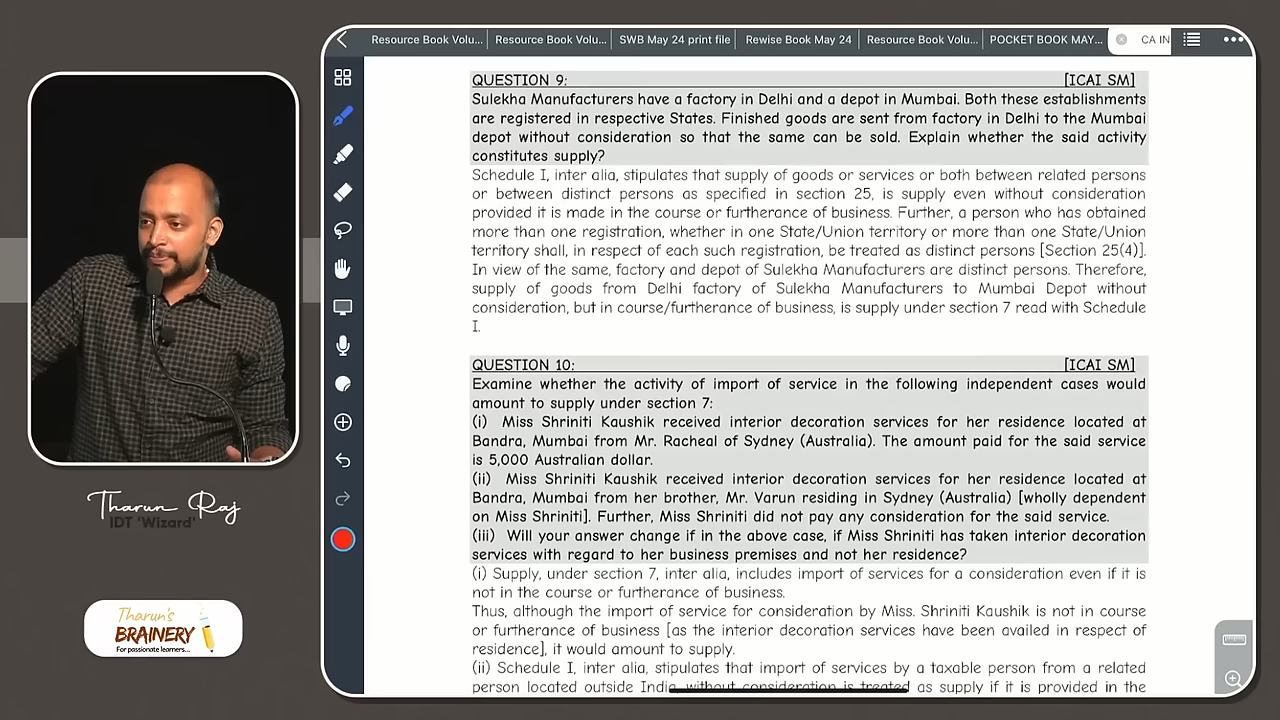 Resource Book Volu...
Resource Book Volu...
SWB May 24 print file
Rewise Book May 24
Resource Book Volu...
POCKET BOOK MAY...
CA IN
QUESTION 9: [ICAI SM]
Sulekha Manufacturers have a factory in Delhi and a depot in Mumbai. Both these establishments
are registered in respective States. Finished goods are sent from factory in Delhi to the Mumbai
depot without consideration so that the same can be sold. Explain whether the said activity
constitutes supply?
Schedule I, inter alia, stipulates that supply of goods or services or both between related persons
or between distinct persons as specified in section 25, is supply even without consideration
provided it is made in the course or furtherance of business. Further, a person who has obtained
more than one registration, whether in one State/Union territory or more than one State/Union
territory shall, in respect of each such registration, be treated as distinct persons [Section 25(4)].
In view of the same, factory and depot of Sulekha Manufacturers are distinct persons. Therefore,
supply of goods from Delhi factory of Sulekha Manufacturers to Mumbai Depot without
consideration, but in course/furtherance of business, is supply under section 7 read with Schedule
I.
QUESTION 10: [ICAI SM]
Examine whether the activity of import of service in the following independent cases would
amount to supply under section 7:
(i) Miss Shriniti Kaushik received interior decoration services for her residence located at
Bandra, Mumbai from Mr. Racheal of Sydney (Australia). The amount paid for the said service
is 5,000 Australian dollar.
(ii) Miss Shriniti Kaushik received interior decoration services for her residence located at
Bandra, Mumbai from her brother, Mr. Varun residing in Sydney (Australia) [wholly dependent
on Miss Shriniti]. Further, Miss Shriniti did not pay any consideration for the said service.
(iii) Will your answer change if in the above case, if Miss Shriniti has taken interior decoration
services with regard to her business premises and not her residence?
(i) Supply, under section 7, inter alia, includes import of services for a consideration even if it is
not in the course or furtherance of business.
Thus, although the import of service for consideration by Miss. Shriniti Kaushik is not in course
or furtherance of business [as the interior decoration services have been availed in respect of
residence], it would amount to supply.
(ii) Schedule I, inter alia, stipulates that import of services by a taxable person from a related
person located outside India, without consideration is treated as supply if it is provided in the
Tharun Raj
IDT 'Wizard'
Tharun's
BRAINERY
For passionate learners...